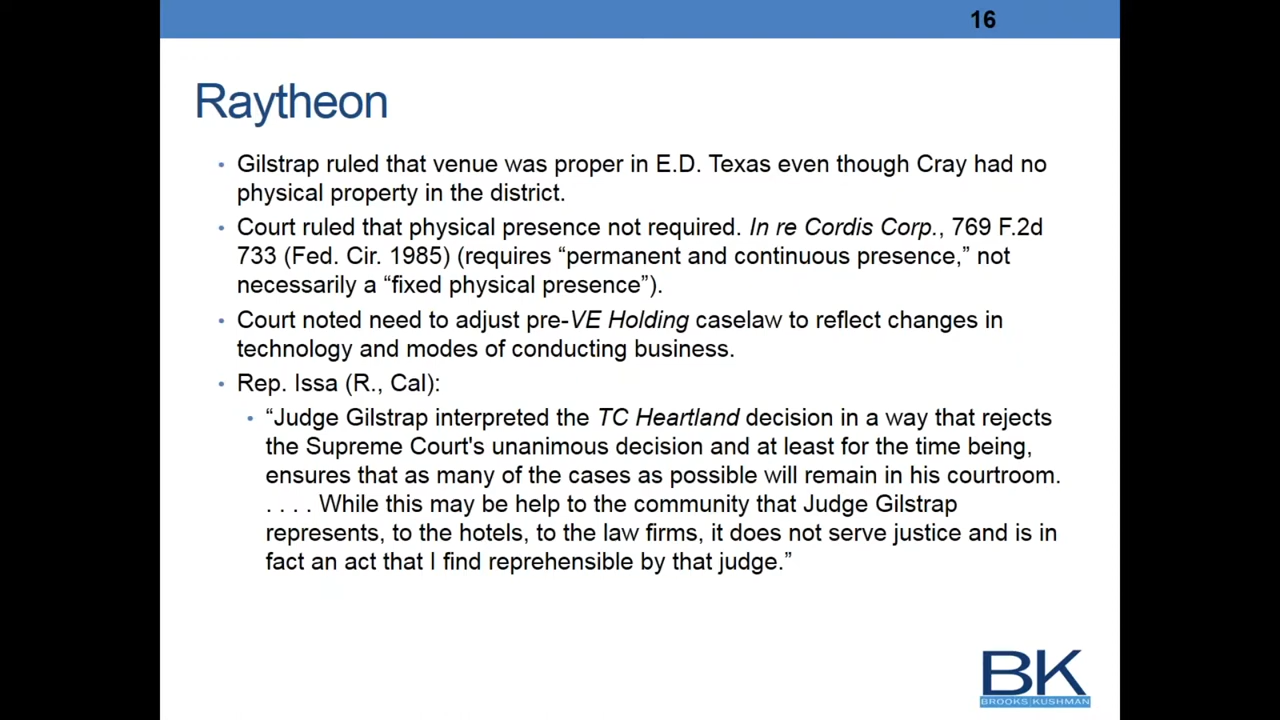 16
Raytheon
• Gilstrap ruled that venue was proper in E.D. Texas even though Cray had no
physical property in the district.
• Court ruled that physical presence not required. In re Cordis Corp., 769 F.2d
733 (Fed. Cir. 1985) (requires “permanent and continuous presence,” not
necessarily a “fixed physical presence”).
• Court noted need to adjust pre-VE Holding caselaw to reflect changes in
technology and modes of conducting business.
• Rep. Issa (R., Cal):
• “Judge Gilstrap interpreted the TC Heartland decision in a way that rejects
the Supreme Court's unanimous decision and at least for the time being,
ensures that as many of the cases as possible will remain in his courtroom.
. . . . While this may be help to the community that Judge Gilstrap
represents, to the hotels, to the law firms, it does not serve justice and is in
fact an act that I find reprehensible by that judge.”
BK
BROOKS KUSHMAN